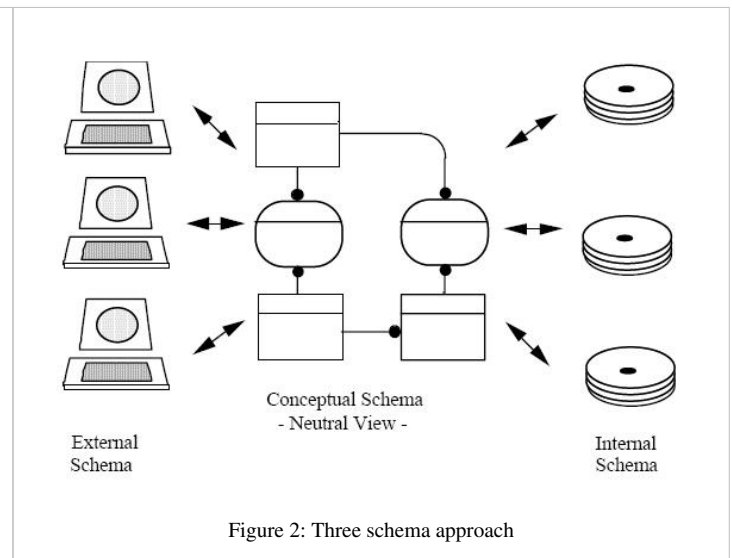 Conceptual Schema
- Neutral View -
External
Schema
Internal
Schema
Figure 2: Three schema approach